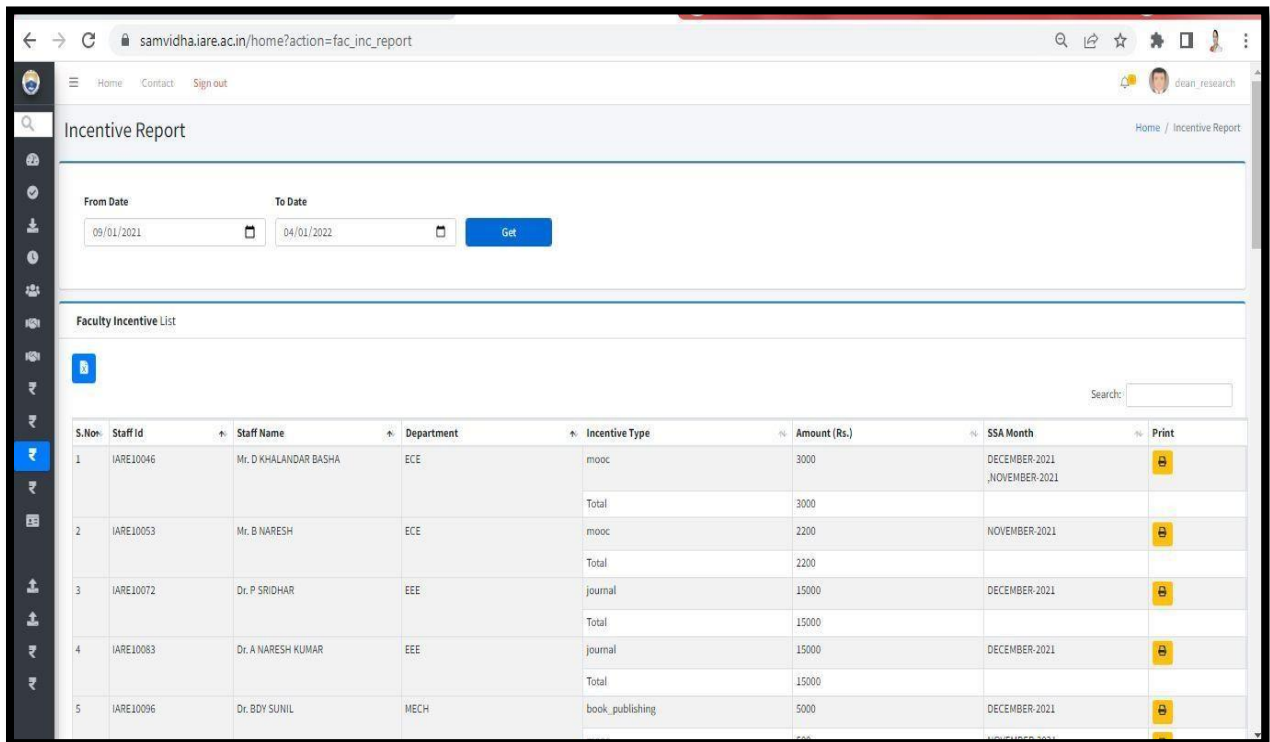 samvidha.iare.ac.in/home?action=fac_inc_report
Home Contact Sign out dean_research
Incentive Report Home / Incentive Report
From Date To Date
09/01/2021 04/01/2022 Get
Faculty Incentive List
Search:
S.No Staff Id Staff Name Department Incentive Type Amount (Rs.) SSA Month Print
1 IARE10046 Mr. D KHALANDAR BASHA ECE mooc 3000 DECEMBER-2021
,NOVEMBER-2021
Total 3000
2 IARE10053 Mr. B NARESH ECE mooc 2200 NOVEMBER-2021
Total 2200
3 IARE10072 Dr. P SRIDHAR EEE journal 15000 DECEMBER-2021
Total 15000
4 IARE10083 Dr. A NARESH KUMAR EEE journal 15000 DECEMBER-2021
Total 15000
5 IARE10096 Dr. BDY SUNIL MECH book_publishing 5000 DECEMBER-2021